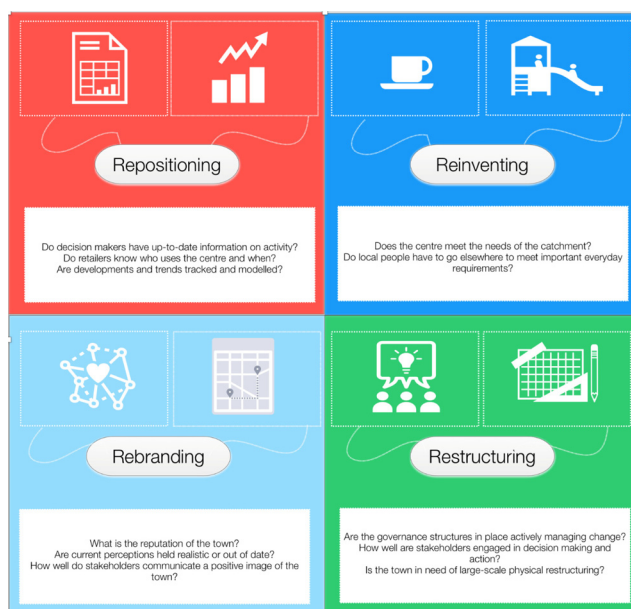 Repositioning
Do decision makers have up-to-date information on activity?
Do retailers know who uses the centre and when?
Are developments and trends tracked and modelled?
Reinventing
Does the centre meet the needs of the catchment?
Do local people have to go elsewhere to meet important everyday
requirements?
Rebranding
What is the reputation of the town?
Are current perceptions held realistic or out of date?
How well do stakeholders communicate a positive image of the
town?
Restructuring
Are the governance structures in place actively managing change?
How well are stakeholders engaged in decision making and
action?
Is the town in need of large-scale physical restructuring?